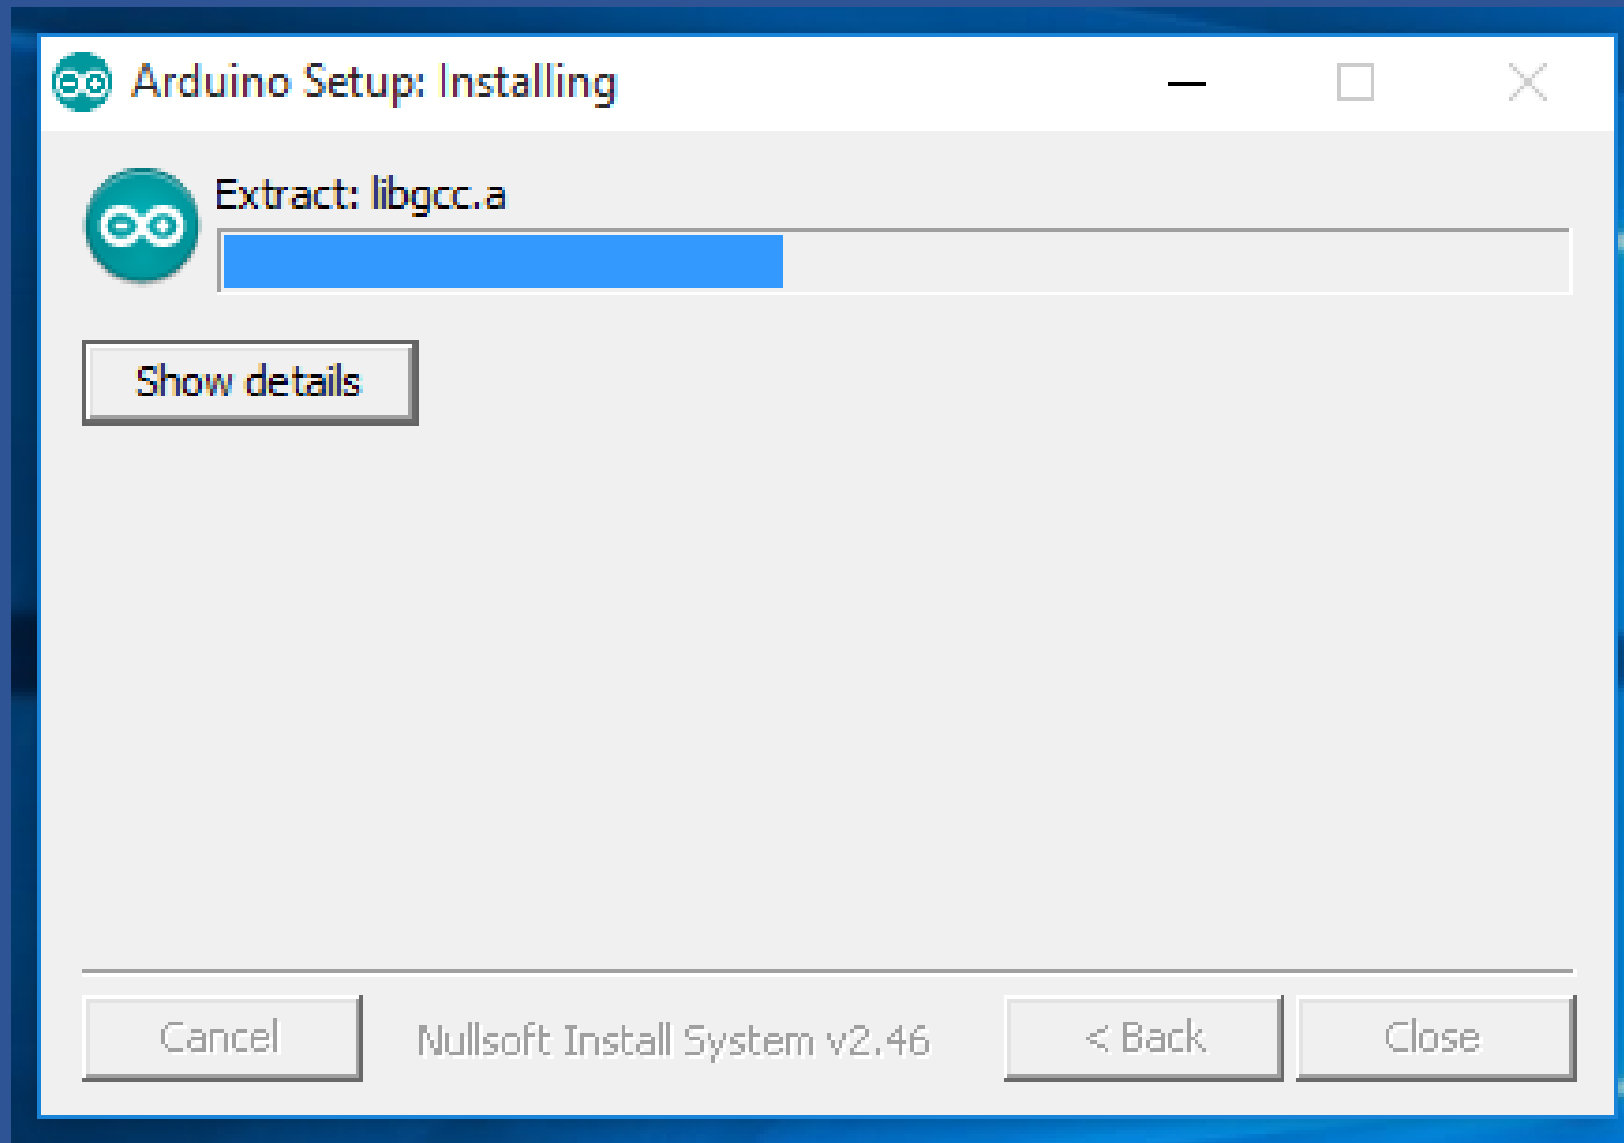 Arduino Setup: Installing
Extract: libgcc.a
Show details
Cancel
Nullsoft Install System v2.46
< Back
Close